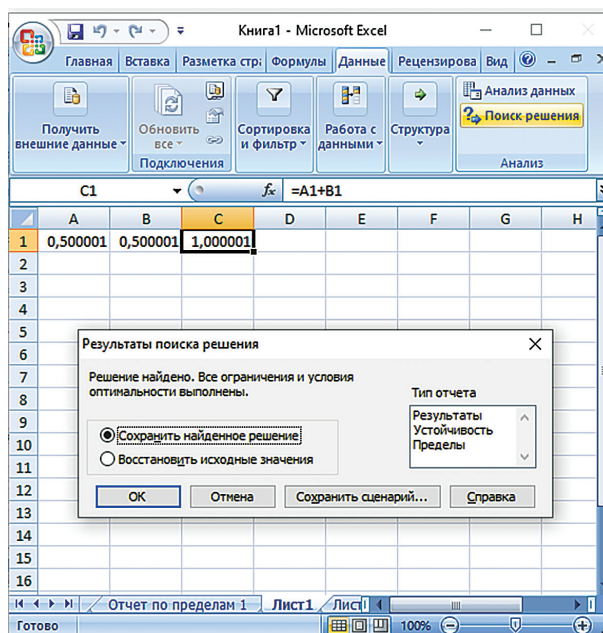 Книга1 - Microsoft Excel
Главная Вставка Разметка стр Формулы Данные Рецензирова Вид
Получить внешние данные
Обновить все
Подключения
Сортировка и фильтр
Работа с данными
Структура
Анализ данных
Поиск решения
Анализ
C1 fx =A1+B1
A B C D E F G H
1 0,500001 0,500001 1,000001
2
3
4
5
6
7
8
9
10
11
12
13
14
15
16
Результаты поиска решения
Решение найдено. Все ограничения и условия
оптимальности выполнены.
Тип отчета
Результаты
Устойчивость
Пределы
Сохранить найденное решение
Восстановить исходные значения
ОК Отмена Сохранить сценарий... Справка
Отчет по пределам 1 Лист1 Лист
Готово 100%